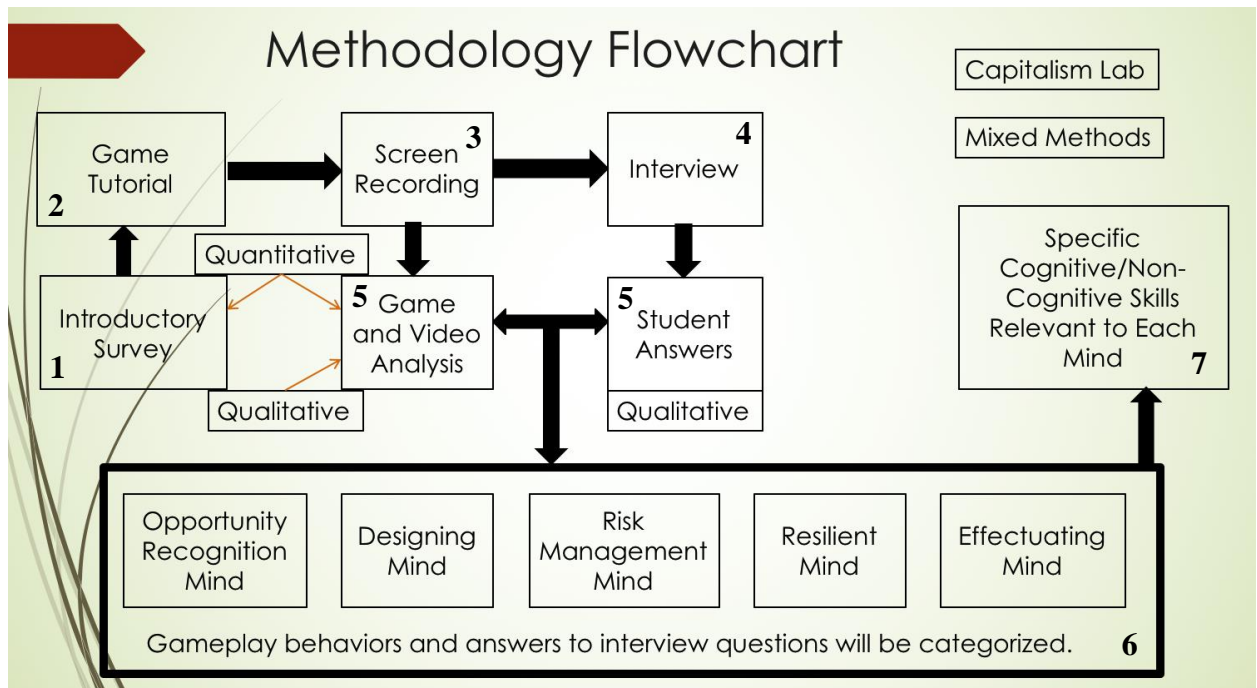 Methodology Flowchart
Capitalism Lab
Mixed Methods
Game
Tutorial
2
Screen
Recording
3
Interview
4
Quantitative
Introductory
Survey
1
5
Game
and Video
Analysis
5
Student
Answers
Qualitative
Qualitative
Specific
Cognitive/Non-
Cognitive Skills
Relevant to Each
Mind
7
Opportunity
Recognition
Mind
Designing
Mind
Risk
Management
Mind
Resilient
Mind
Effectuating
Mind
Gameplay behaviors and answers to interview questions will be categorized.
6